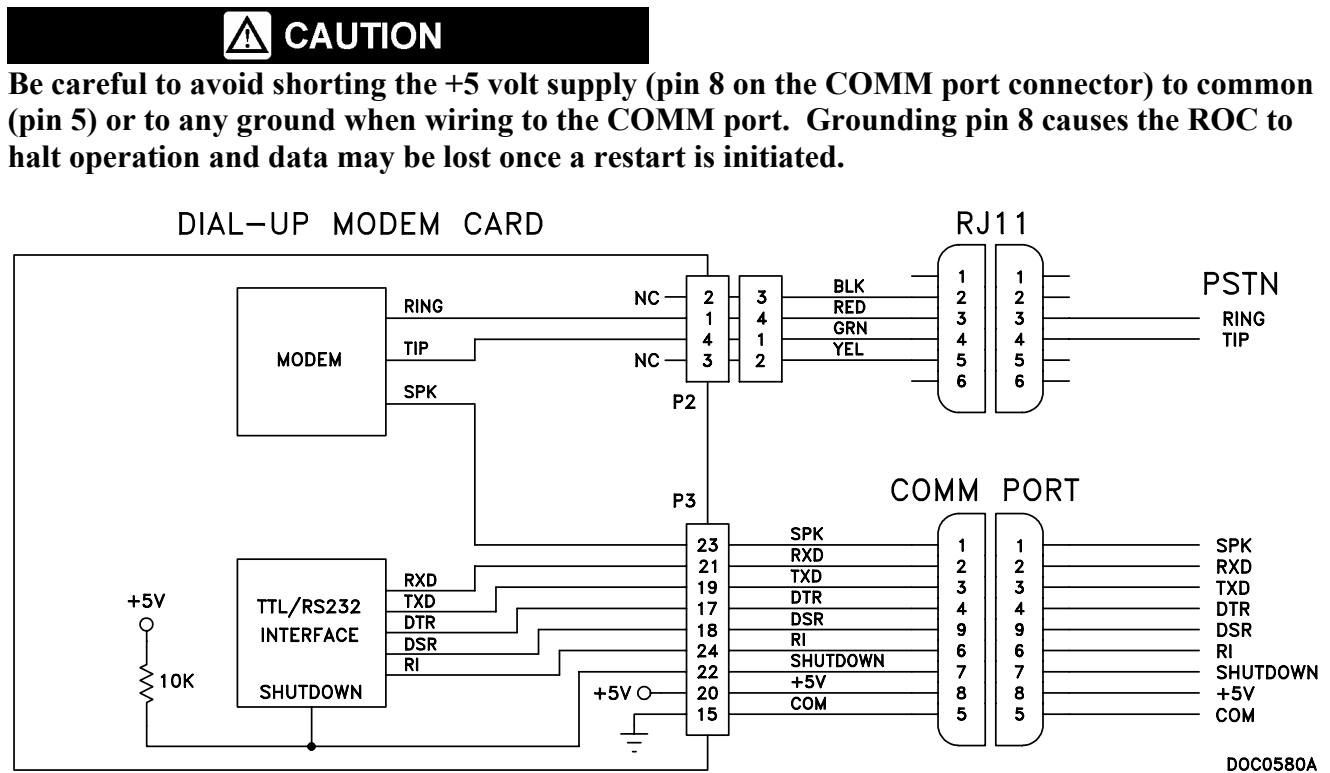 CAUTION
Be careful to avoid shorting the +5 volt supply (pin 8 on the COMM port connector) to common
(pin 5) or to any ground when wiring to the COMM port.  Grounding pin 8 causes the ROC to
halt operation and data may be lost once a restart is initiated.
DIAL-UP MODEM CARD
RJ11
PSTN
1 1
NC 2 3 BLK 2 2
RING 1 4 RED 3 3 RING
TIP 4 1 GRN 4 4 TIP
MODEM NC 3 2 YEL 5 5
6 6
SPK
P2
P3
COMM PORT
23 SPK 1 1 SPK
21 RXD 2 2 RXD
RXD 19 TXD 3 3 TXD
+5V TTL/RS232 TXD 17 DTR 4 4 DTR
INTERFACE DTR 18 DSR 9 9 DSR
DSR 24 RI 6 6 RI
RI 22 SHUTDOWN 7 7 SHUTDOWN
10K SHUTDOWN +5V 20 +5V 8 8 +5V
15 COM 5 5 COM
DOC0580A